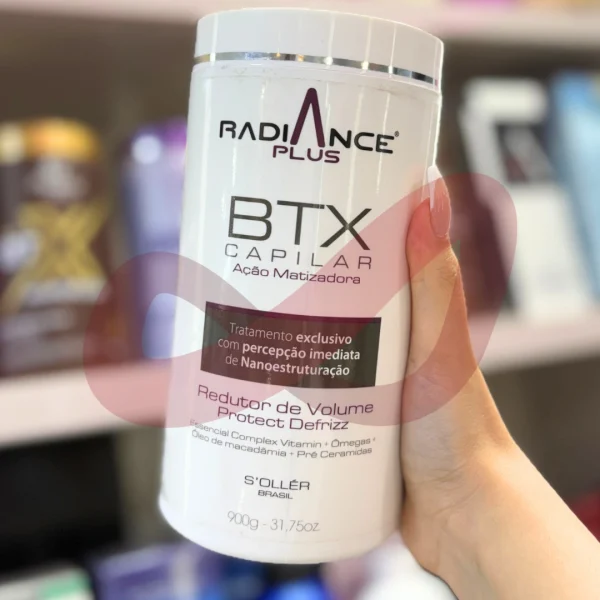 RADIANCE®
PLUS
BTX
CAPILAR
Ação Matizadora
Tratamento exclusivo
com percepção imediata
de Nanoestruturação
Redutor de Volume
Protect Defrizz
Essencial Complex Vitamin + Ômegas +
Óleo de macadâmia + Pré Ceramidas
S'OLLÉR
BRASIL
900g - 31,75oz